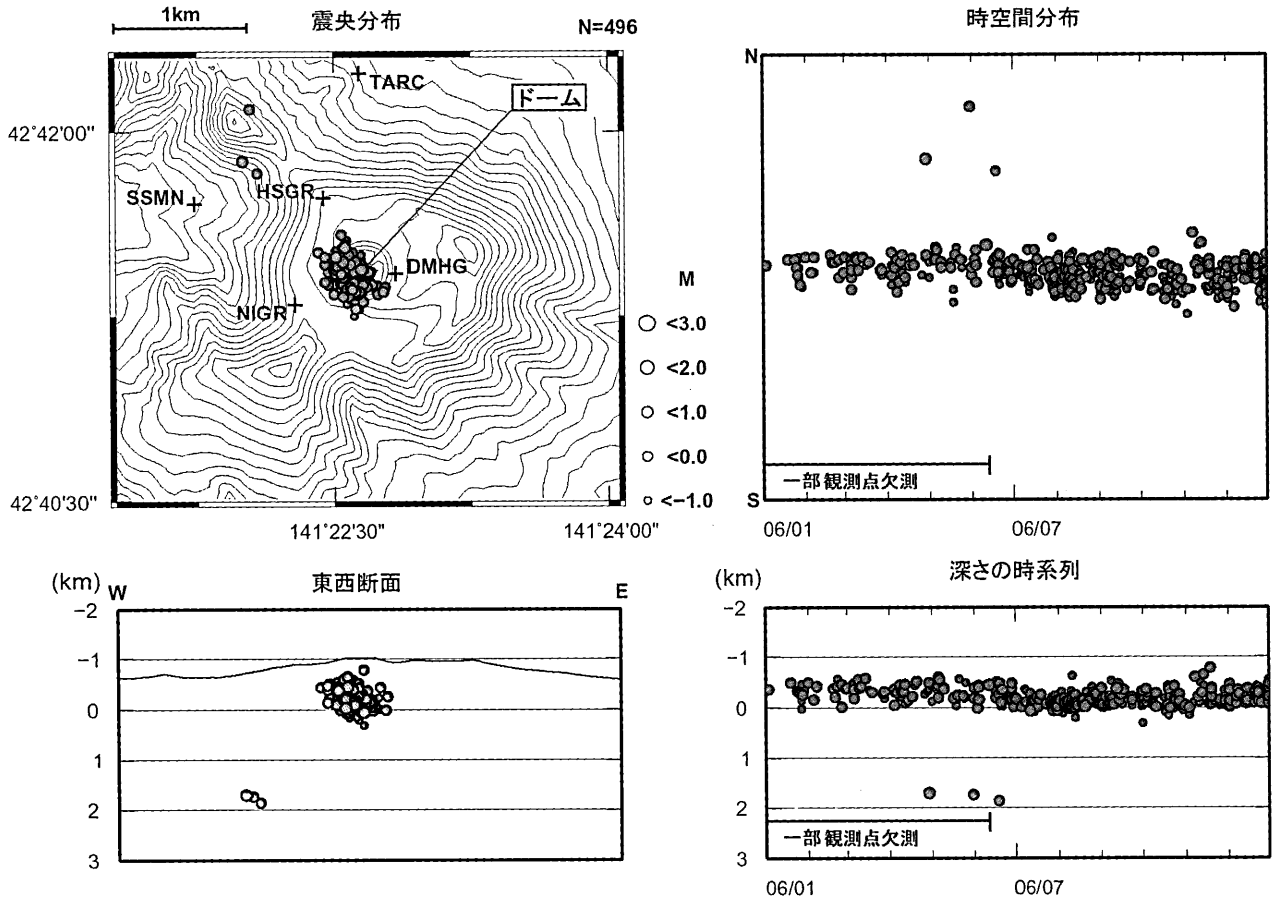 1km
震央分布
N=496
TARC
ドーム
42°42'00"
SSMN
HSGR
DMHG
NIGR
42°40'30"
141°22'30"
141°24'00"
M
<3.0
<2.0
<1.0
<0.0
<−1.0
時空間分布
N
S
一部観測点欠測
06/01
06/07
(km)
W
東西断面
E
−2
−1
0
1
2
3
(km)
深さの時系列
−2
−1
0
1
2
3
一部観測点欠測
06/01
06/07